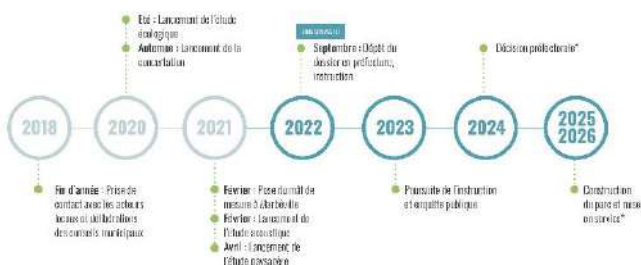 Eté : Lancement de l'étude
écologique
Automne : Lancement de la
concertation
Septembre : Dépôt du
dossier en préfecture,
instruction
Décision préfectorale*
2018
2020
2021
2022
2023
2024
2025
2026
Fin d'année : Prise de
contact avec les acteurs
locaux et délibérations
des conseils municipaux
Février : Pose du mât de
mesure à Marbéville
Février : Lancement de
l'étude acoustique
Avril : Lancement de
l'étude paysagère
Poursuite de l'instruction
et enquête publique
Construction
du parc et mise
en service*